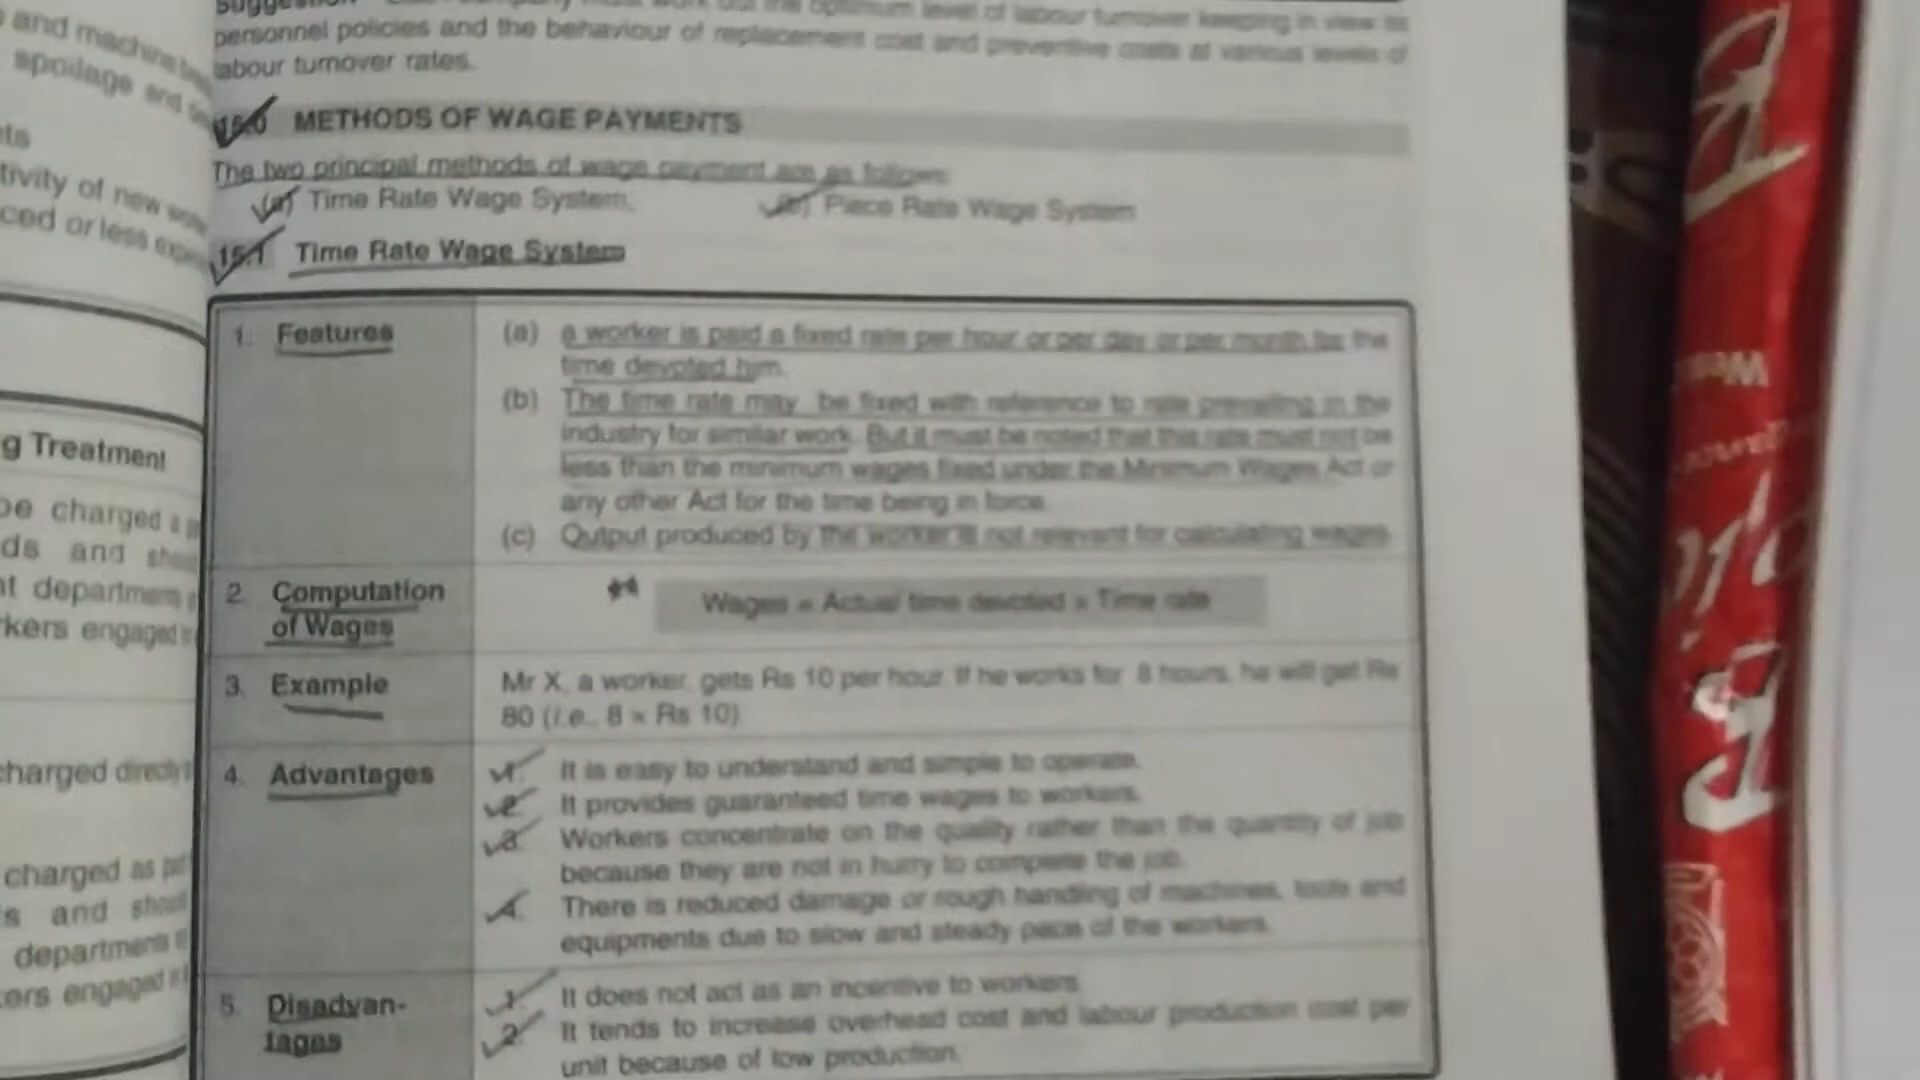 and machine
spoilage and
ts
tivity of new
ced or less
g Treatment
be charged
ds and
nt department
rkers engaged
charged directly
charged as
s and
department
ers engaged
personnel policies and the behaviour of replacement cost and preventive costs at various levels of
labour turnover rates.
15.0 METHODS OF WAGE PAYMENTS
The two principal methods of wage payment are as follows
(a) Time Rate Wage System, (b) Piece Rate Wage System
15.1 Time Rate Wage System
1. Features
(a) a worker is paid a fixed rate per hour or per day or per month for the
time devoted him.
(b) The time rate may be fixed with reference to rate prevailing in the
industry for similar work. But it must be noted that this rate must not be
less than the minimum wages fixed under the Minimum Wages Act or
any other Act for the time being in force.
(c) Output produced by the worker is not relevant for calculating wages.
2. Computation
of Wages
Wages = Actual time devoted × Time rate
3. Example
Mr X, a worker, gets Rs 10 per hour. If he works for 8 hours, he will get Rs
80 (i.e., 8 × Rs 10)
4. Advantages
1. It is easy to understand and simple to operate.
2. It provides guaranteed time wages to workers.
3. Workers concentrate on the quality rather than the quantity of job
because they are not in hurry to complete the job.
4. There is reduced damage or rough handling of machines, tools and
equipments due to slow and steady pace of the workers.
5. Disadvan-
tages
1. It does not act as an incentive to workers.
2. It tends to increase overhead cost and labour production cost per
unit because of low production.